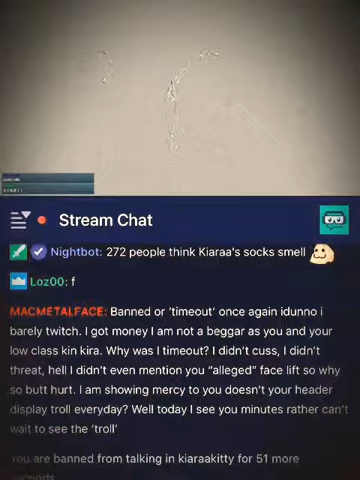 Stream Chat
Nightbot: 272 people think Kiaraa's socks smell
Loz00: f
MACMETALFACE: Banned or 'timeout' once again idunno i
barely twitch. I got money I am not a beggar as you and your
low class kin kira. Why was I timeout? I didn't cuss, I didn't
threat, hell I didn't even mention you "alleged" face lift so why
so butt hurt. I am showing mercy to you doesn't your header
display troll everyday? Well today I see you minutes rather can't
wait to see the 'troll'
You are banned from talking in kiaraakitty for 51 more
seconds.